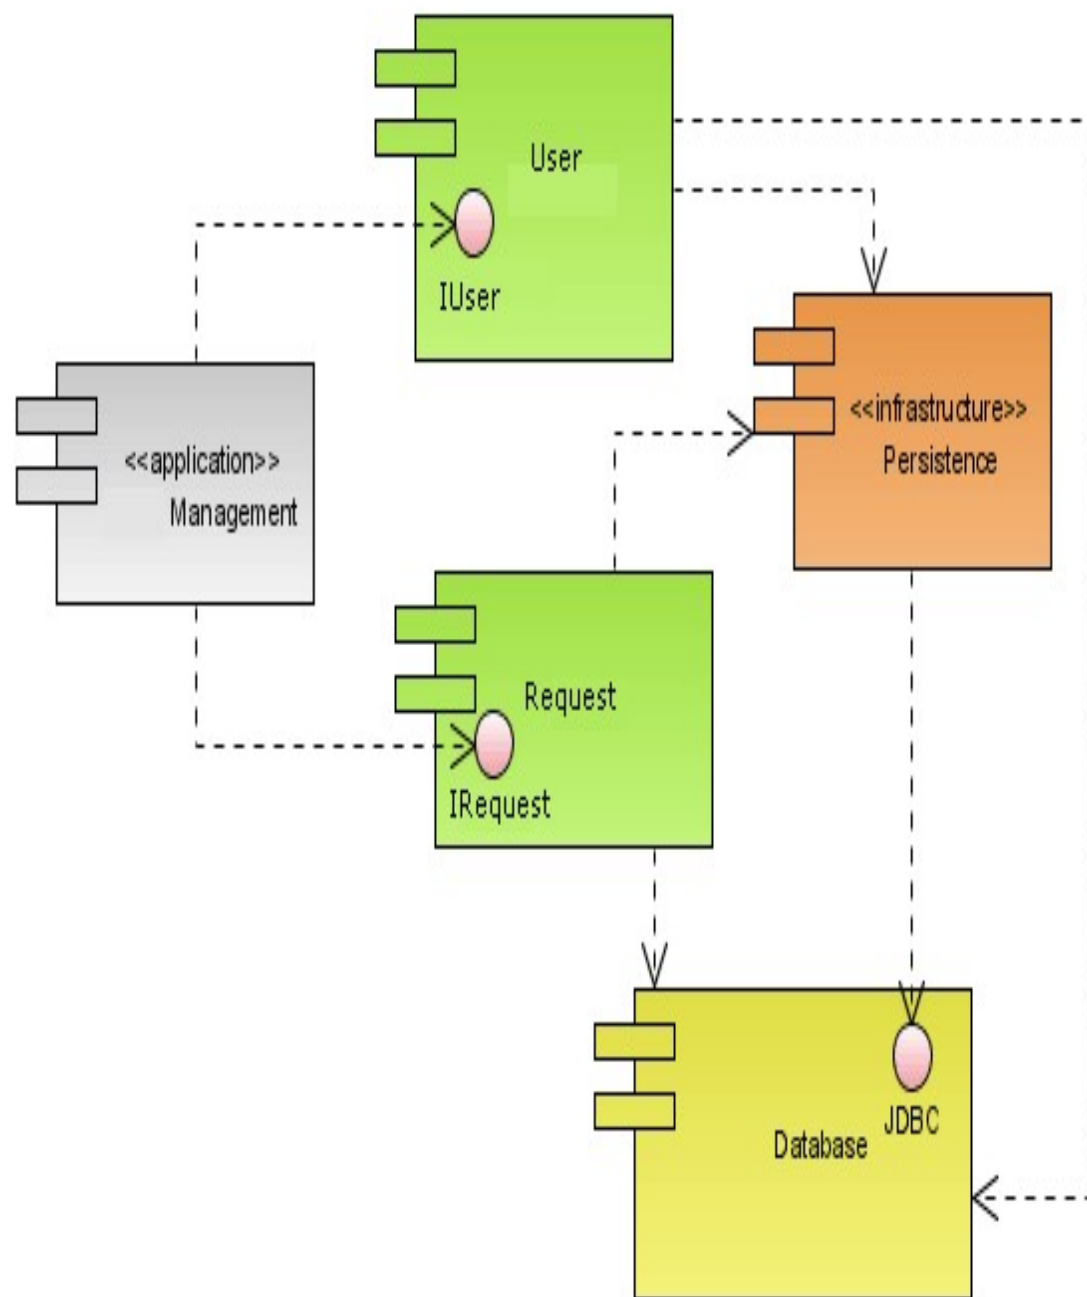 User
IUser
<<infrastructure>>
Persistence
<<application>>
Management
Request
IRequest
JDBC
Database